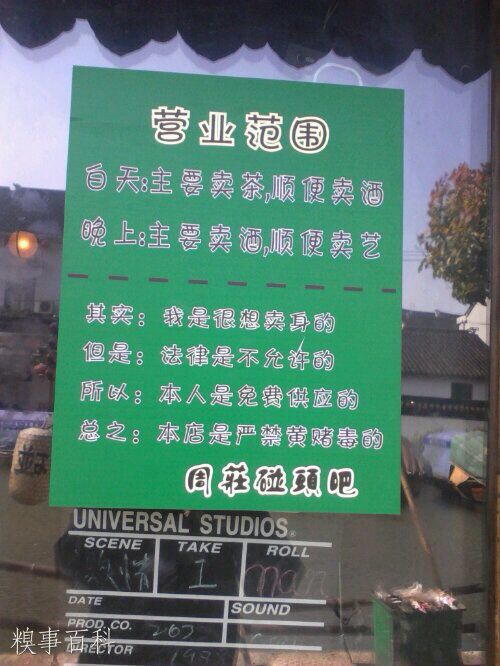 营业范围
白天:主要卖茶,顺便卖酒
晚上:主要卖酒,顺便卖艺
其实: 我是很想卖身的
但是: 法律是不允许的
所以: 本人是免费供应的
总之: 本店是严禁黄赌毒的
周莊碰頭吧
UNIVERSAL STUDIOS®
SCENE TAKE ROLL
1
DATE
SOUND
PROD. CO.
DIRECTOR
糗事百科